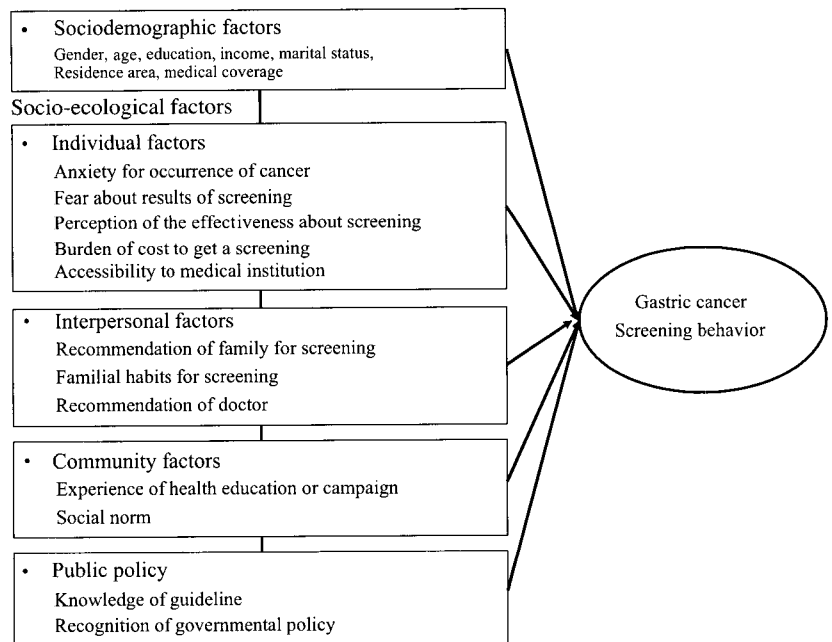 • Sociodemographic factors
Gender, age, education, income, marital status,
Residence area, medical coverage
Socio-ecological factors
• Individual factors
Anxiety for occurrence of cancer
Fear about results of screening
Perception of the effectiveness about screening
Burden of cost to get a screening
Accessibility to medical institution
• Interpersonal factors
Recommendation of family for screening
Familial habits for screening
Recommendation of doctor
• Community factors
Experience of health education or campaign
Social norm
• Public policy
Knowledge of guideline
Recognition of governmental policy
Gastric cancer
Screening behavior